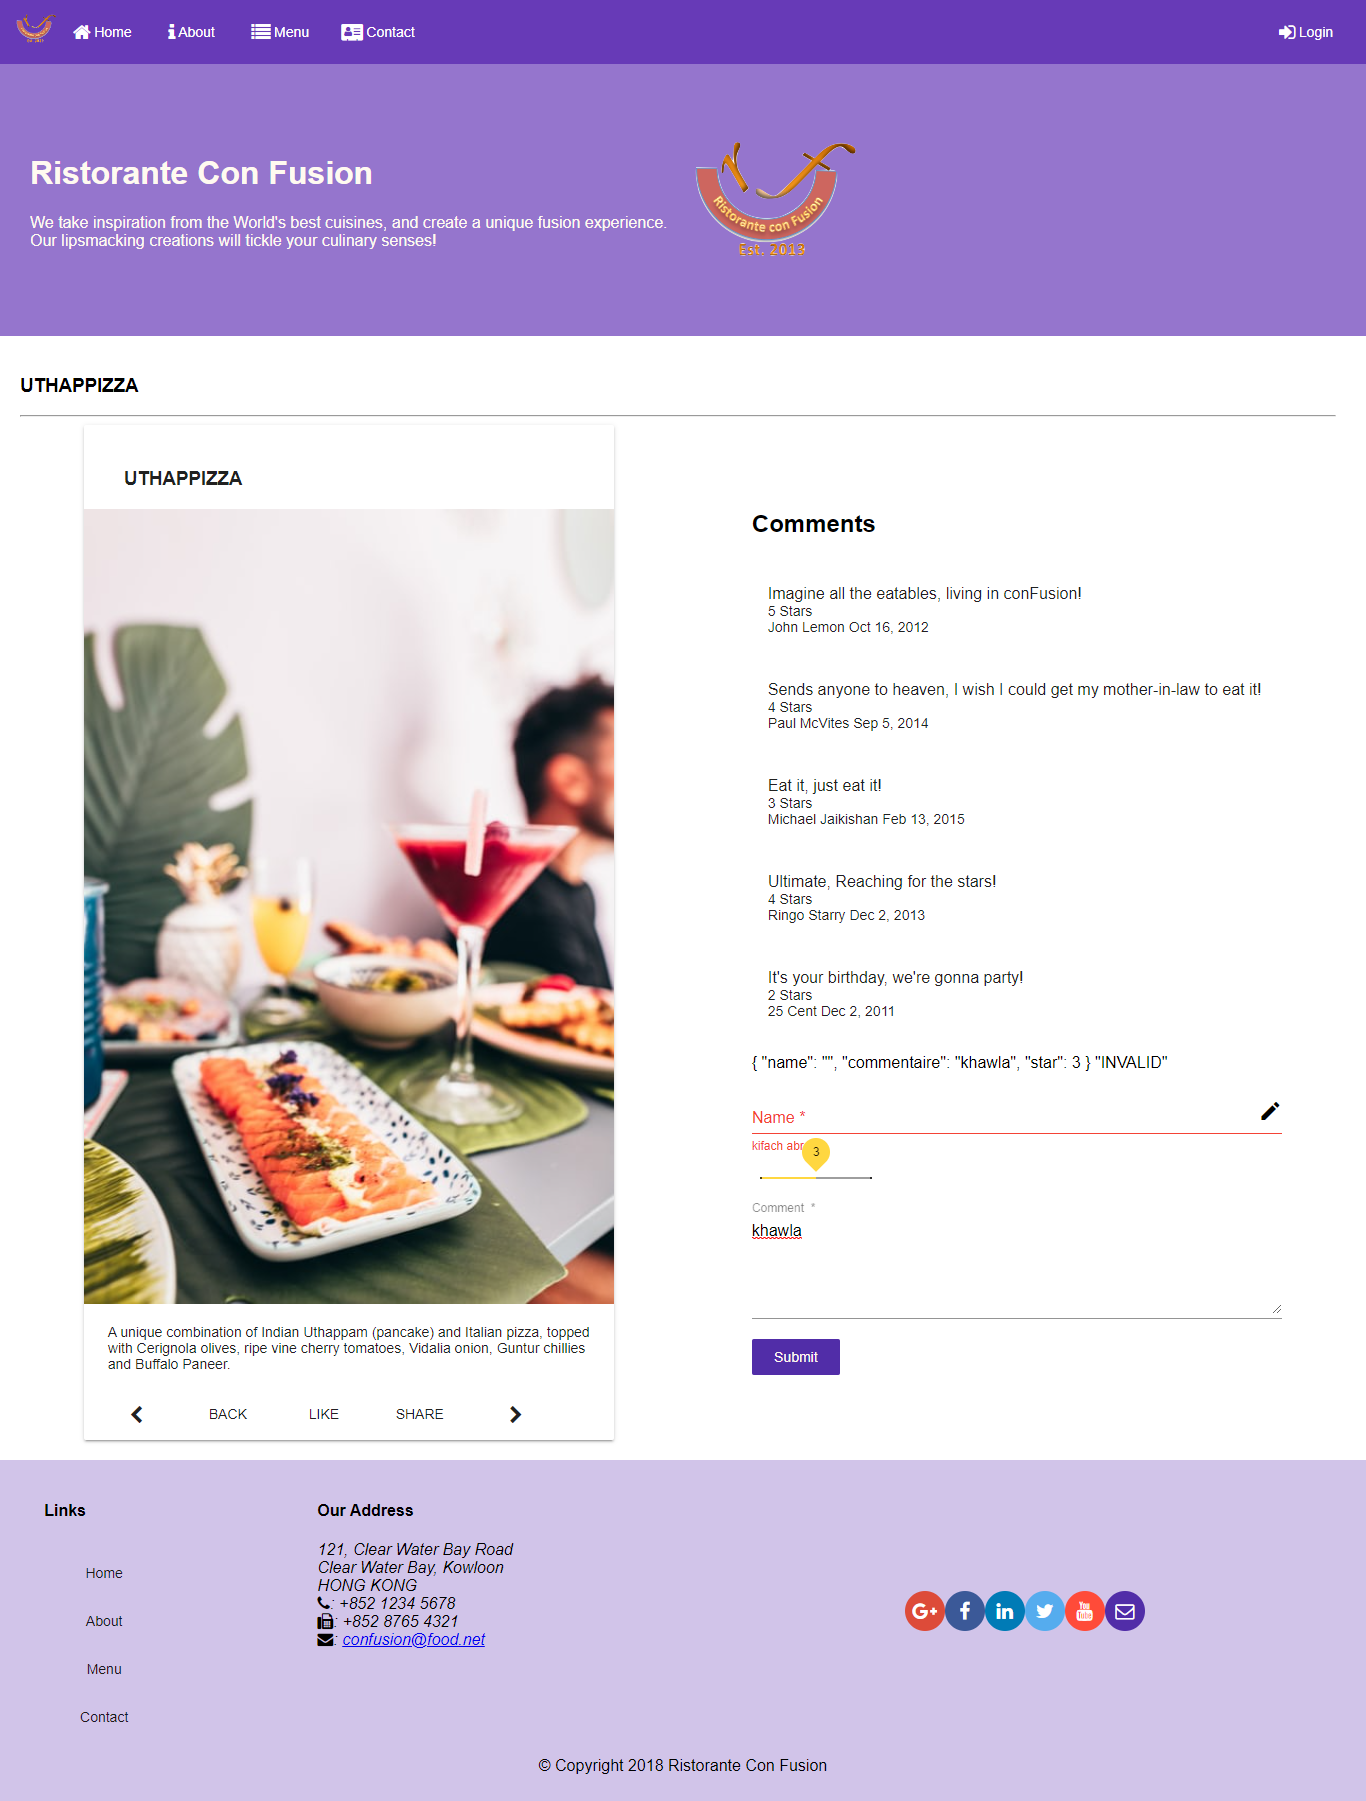 Home
About
Menu
Contact
Login
Ristorante Con Fusion
We take inspiration from the World's best cuisines, and create a unique fusion experience.
Our lipsmacking creations will tickle your culinary senses!
Ristorante con Fusion
Est. 2013
UTHAPPIZZA
UTHAPPIZZA
A unique combination of Indian Uthappam (pancake) and Italian pizza, topped
with Cerignola olives, ripe vine cherry tomatoes, Vidalia onion, Guntur chillies
and Buffalo Paneer.
BACK
LIKE
SHARE
Comments
Imagine all the eatables, living in conFusion!
5 Stars
John Lemon Oct 16, 2012
Sends anyone to heaven, I wish I could get my mother-in-law to eat it!
4 Stars
Paul McVites Sep 5, 2014
Eat it, just eat it!
3 Stars
Michael Jaikishan Feb 13, 2015
Ultimate, Reaching for the stars!
4 Stars
Ringo Starry Dec 2, 2013
It's your birthday, we're gonna party!
2 Stars
25 Cent Dec 2, 2011
{ "name": "", "commentaire": "khawla", "star": 3 } "INVALID"
Name *
kifach
3
Comment *
khawla
Submit
Links
Home
About
Menu
Contact
Our Address
121, Clear Water Bay Road
Clear Water Bay, Kowloon
HONG KONG
: +852 1234 5678
: +852 8765 4321
: confusion@food.net
You
Tube
© Copyright 2018 Ristorante Con Fusion